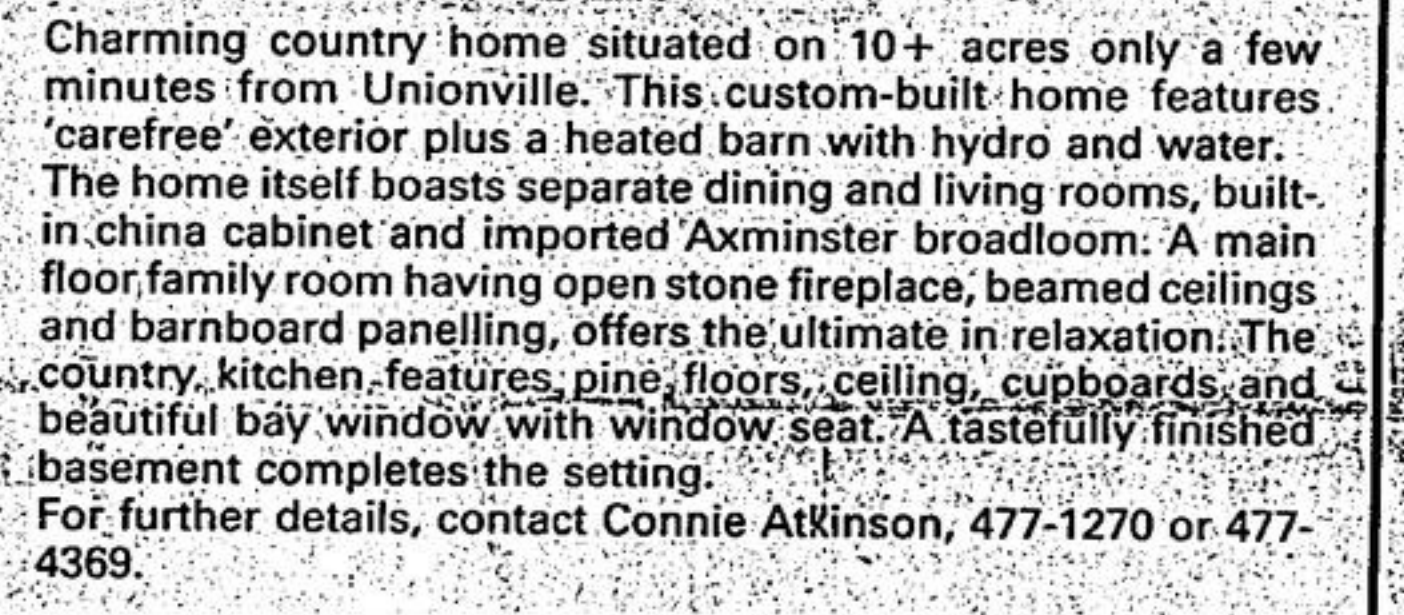 Charming country home situated on 10+ acres only a few
minutes from Unionville. This custom-built home features
'carefree' exterior plus a heated barn with hydro and water.
The home itself boasts separate dining and living rooms, built-
in china cabinet and imported Axminster broadloom. A main
floor family room having open stone fireplace, beamed ceilings
and barnboard panelling, offers the ultimate in relaxation. The
country kitchen features pine floors, ceiling, cupboards and
beautiful bay window with window seat. A tastefully finished
basement completes the setting.
For further details, contact Connie Atkinson, 477-1270 or 477-
4369.